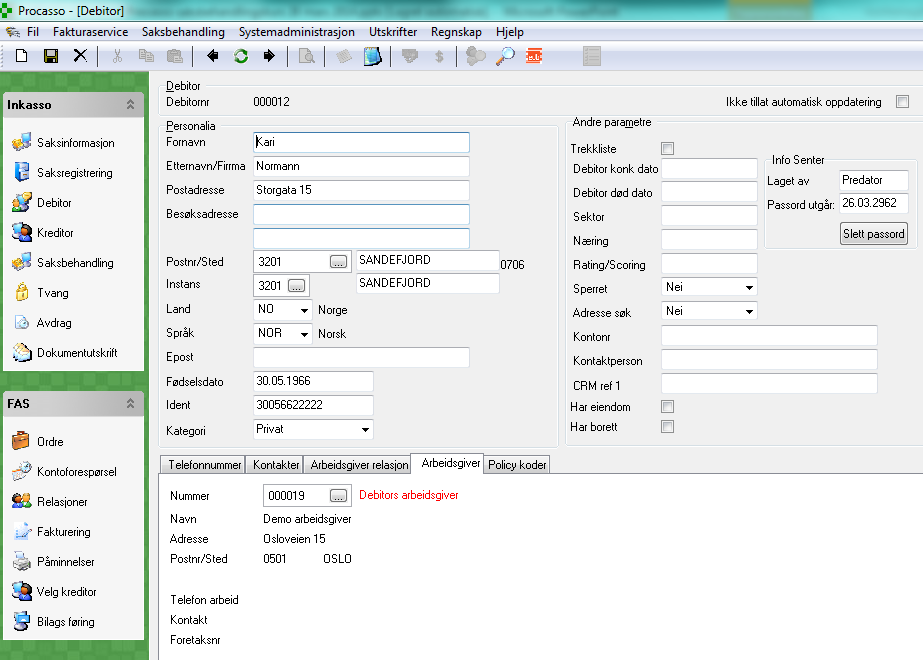 Procasso - [Debitor]
Fil Fakturaservice Saksbehandling Systemadministrasjon Utskrifter Regnskap Hjelp
Inkasso
Saksinformasjon
Saksregistrering
Debitor
Kreditor
Saksbehandling
Tvang
Avdrag
Dokumentutskrift
FAS
Ordre
Kontoforespørsel
Relasjoner
Fakturering
Påminnelser
Velg kreditor
Bilags føring
Debitor
Debitornr 000012
Ikke tillat automatisk oppdatering
Personalia
Fornavn Kari
Etternavn/Firma Normann
Postadresse Storgata 15
Besøksadresse
Postnr/Sted 3201 ... SANDEFJORD 0706
Instans 3201 ... SANDEFJORD
Land NO Norge
Språk NOR Norsk
Epost
Fødselsdato 30.05.1966
Ident 30056622222
Kategori Privat
Andre parametre
Trekkliste
Debitor konk dato
Debitor død dato
Sektor
Næring
Rating/Scoring
Sperret Nei
Adresse søk Nei
Kontonr
Kontaktperson
CRM ref 1
Har eiendom
Har borett
Info Senter
Laget av Predator
Passord utgår: 26.03.2962
Slett passord
Telefonnummer Kontakter Arbeidsgiver relasjon Arbeidsgiver Policy koder
Nummer 000019 ... Debitors arbeidsgiver
Navn Demo arbeidsgiver
Adresse Osloveien 15
Postnr/Sted 0501 OSLO
Telefon arbeid
Kontakt
Foretaksnr